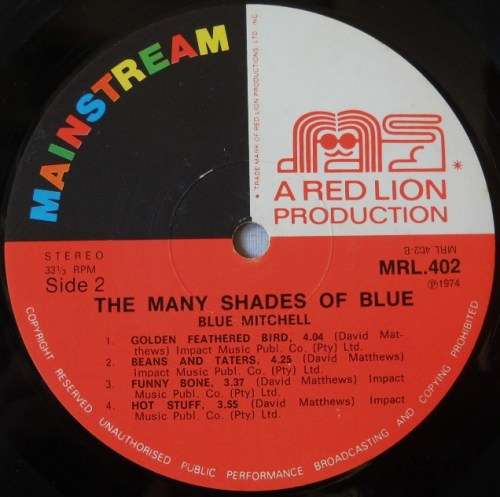 MAINSTREAM
★ TRADE MARK OF RED LION PRODUCTIONS LTD. INC.
MS
A RED LION
PRODUCTION
STEREO
33⅓ RPM
Side 2
MRL 402-B
MRL.402
Ⓟ1974
THE MANY SHADES OF BLUE
BLUE MITCHELL
1. GOLDEN FEATHERED BIRD, 4.04 (David Mat-
thews) Impact Music Publ. Co. (Pty) Ltd.
2. BEANS AND TATERS, 4.25 (David Matthews)
Impact Music Publ. Co. (Pty) Ltd.
3. FUNNY BONE, 3.37 (David Matthews) Impact
Music Publ. Co. (Pty) Ltd.
4. HOT STUFF, 3.55 (David Matthews) Impact
Music Publ. Co. (Pty) Ltd.
COPYRIGHT RESERVED. UNAUTHORISED PUBLIC PERFORMANCE BROADCASTING AND COPYING PROHIBITED